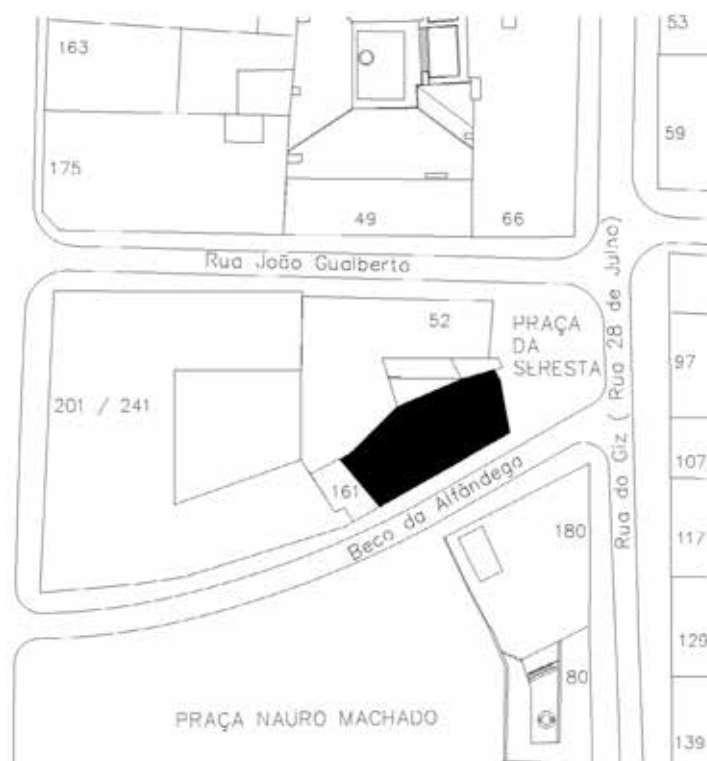 53
163
59
175
49
66
Rua João Gualberto
Rua do Giz ( Rua 28 de Julho)
52
PRAÇA
DA
SERESTA
97
201 / 241
107
161
Beco da Alfândega
180
117
129
80
PRAÇA NAURO MACHADO
139